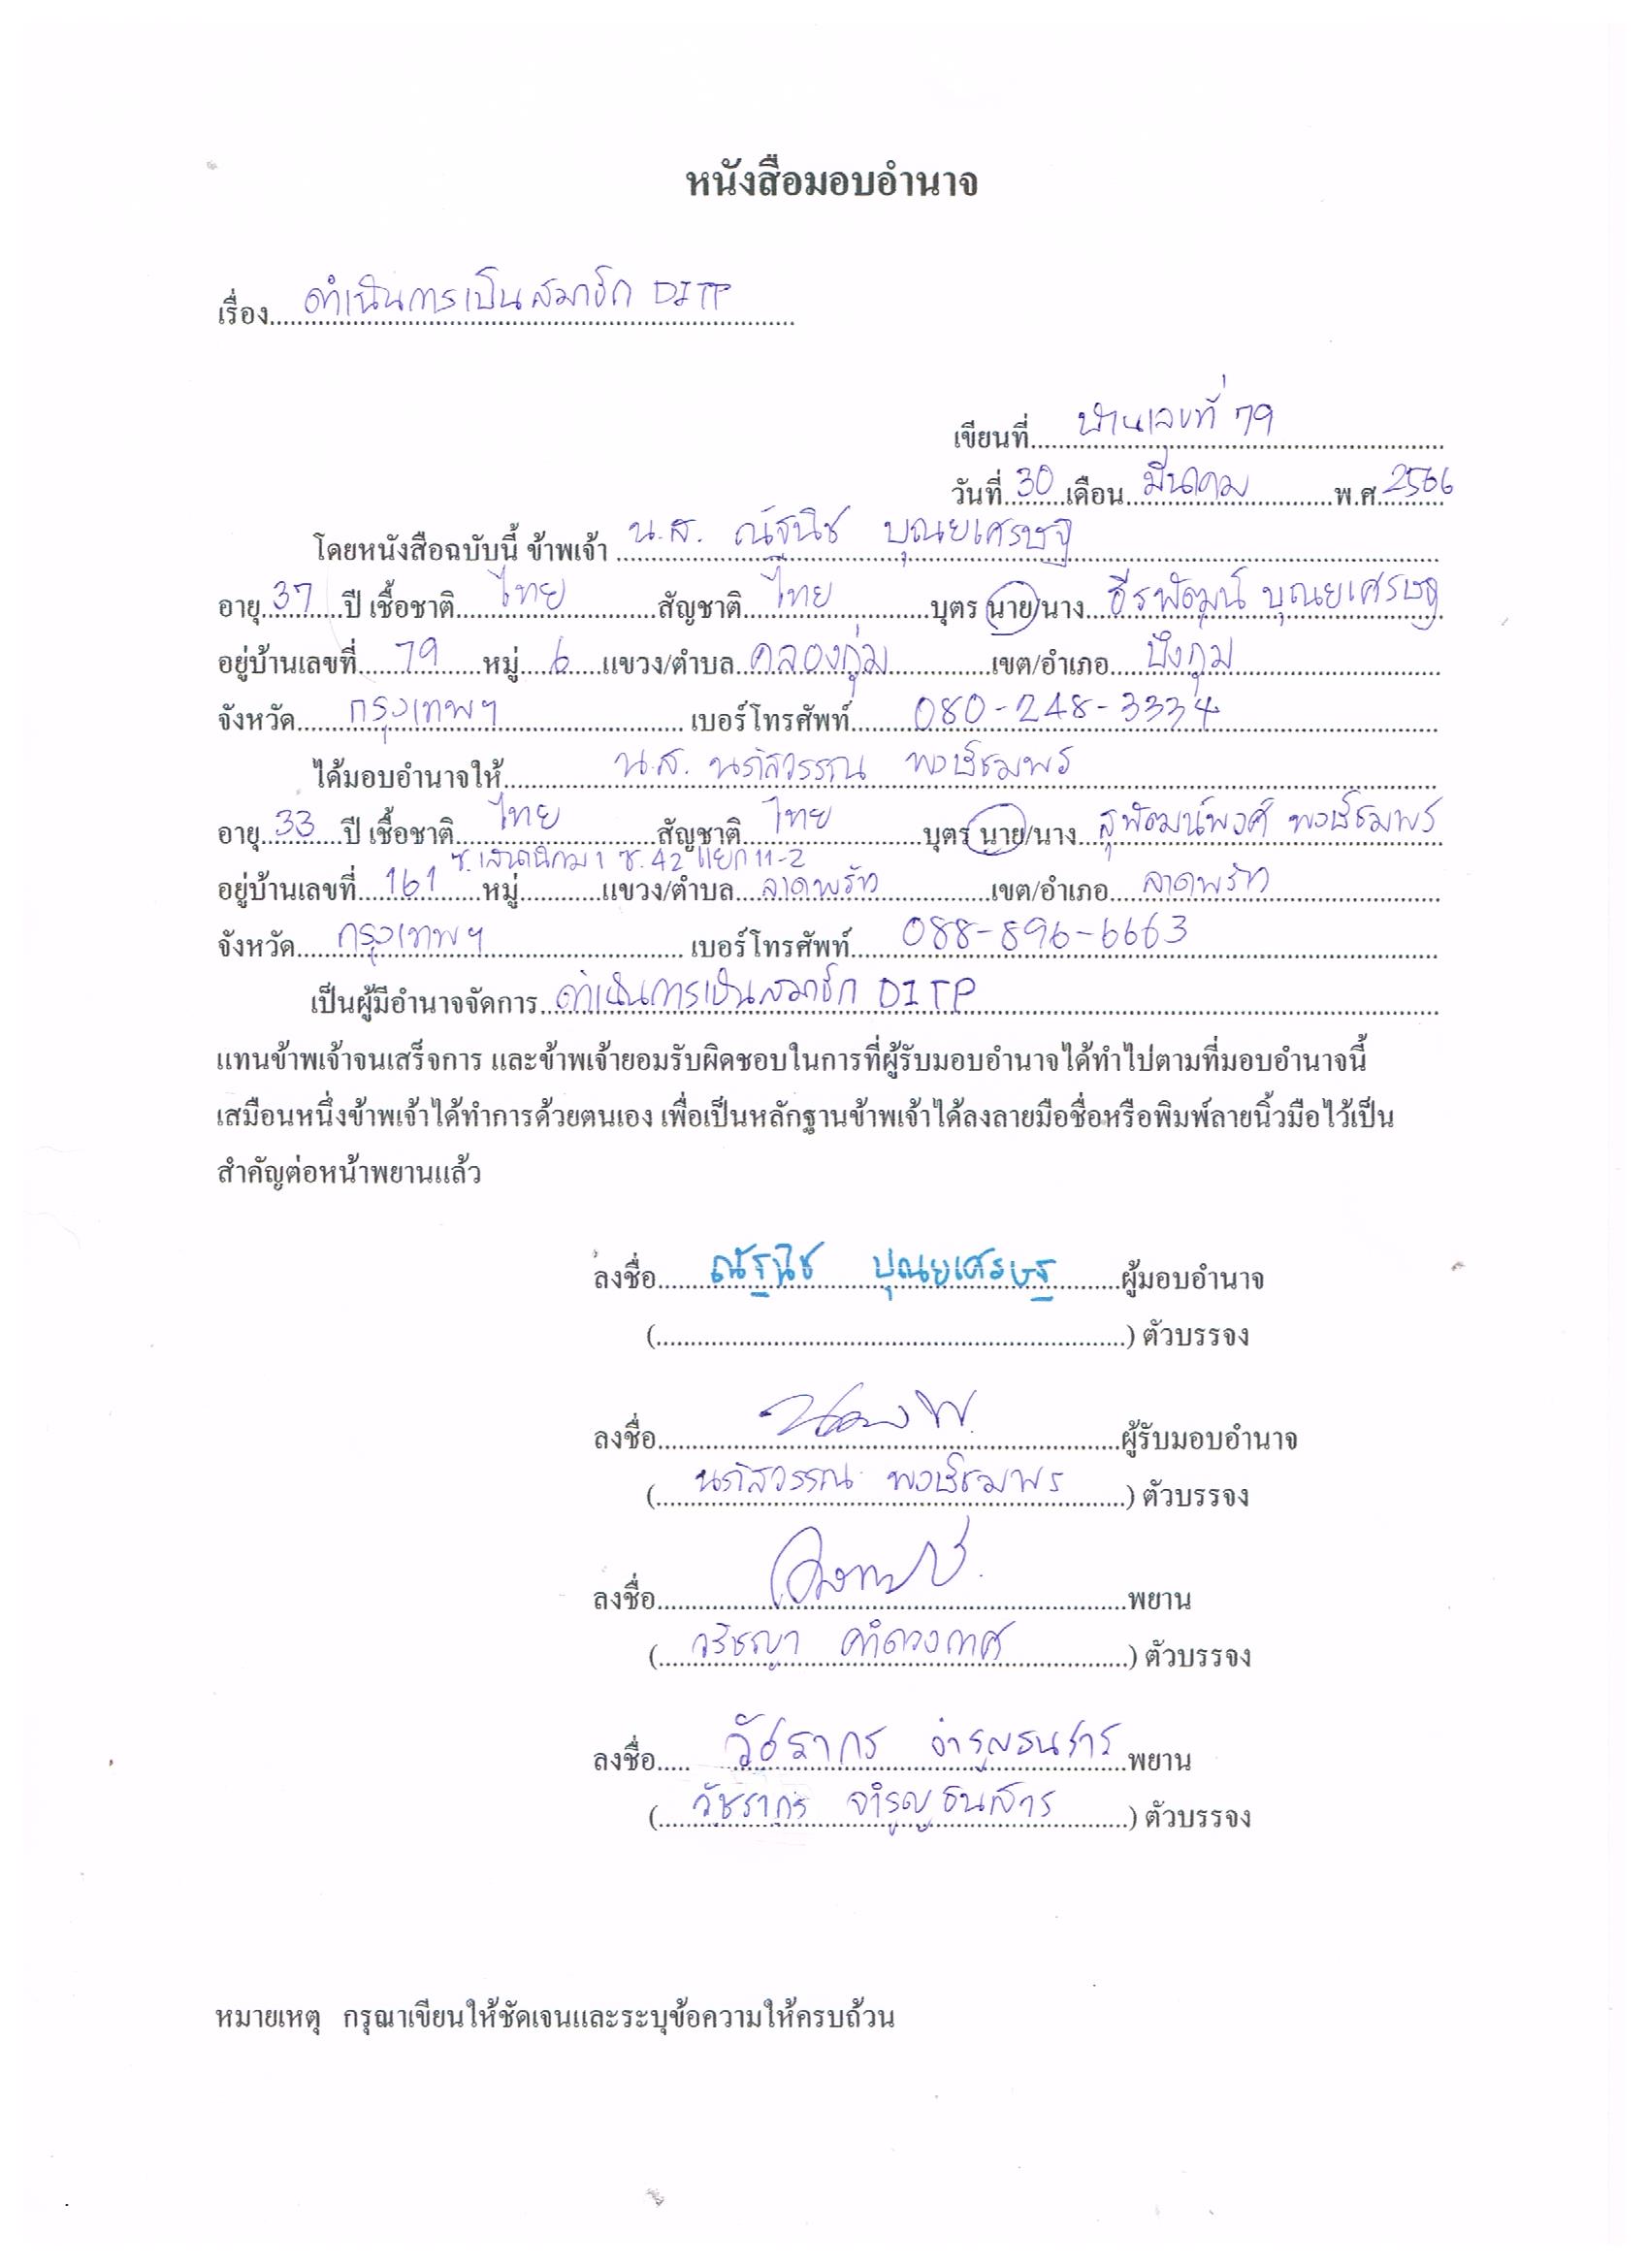 หนังสือมอบอำนาจ
เรื่อง ดำเนินการเป็นสมาชิก DITP
เขียนที่ บ้านเลขที่ 79
วันที่ 30 เดือน มีนาคม พ.ศ. 2566
โดยหนังสือฉบับนี้ ข้าพเจ้า น.ส. ณัฐนิช บุณยเศรษฐ
อายุ 37 ปี เชื้อชาติ ไทย สัญชาติ ไทย บุตร นาย/นาง ธีรพัฒน์ บุณยเศรษฐ
อยู่บ้านเลขที่ 79 หมู่ 6 แขวง/ตำบล คลองกุ่ม เขต/อำเภอ บึงกุ่ม
จังหวัด กรุงเทพฯ เบอร์โทรศัพท์ 080-248-3334
ได้มอบอำนาจให้ น.ส. นภัสวรรณ พงษ์ชมพร
อายุ 33 ปี เชื้อชาติ ไทย สัญชาติ ไทย บุตร นาย/นาง สุพัฒน์พงศ์ พงษ์ชมพร
ซ.เสนานิคม 1 ซ.42 แยก 11-2
อยู่บ้านเลขที่ 161 หมู่ แขวง/ตำบล ลาดพร้าว เขต/อำเภอ ลาดพร้าว
จังหวัด กรุงเทพฯ เบอร์โทรศัพท์ 088-896-6663
เป็นผู้มีอำนาจจัดการ ดำเนินการเป็นสมาชิก DITP
แทนข้าพเจ้าจนเสร็จการ และข้าพเจ้ายอมรับผิดชอบในการที่ผู้รับมอบอำนาจได้ทำไปตามที่มอบอำนาจนี้
เสมือนหนึ่งข้าพเจ้าได้ทำการด้วยตนเอง เพื่อเป็นหลักฐานข้าพเจ้าได้ลงลายมือชื่อหรือพิมพ์ลายนิ้วมือไว้เป็น
สำคัญต่อหน้าพยานแล้ว
ลงชื่อ ณัฐนิช บุณยเศรษฐ ผู้มอบอำนาจ
( ) ตัวบรรจง
ลงชื่อ ผู้รับมอบอำนาจ
( นภัสวรรณ พงษ์ชมพร ) ตัวบรรจง
ลงชื่อ พยาน
( วริชญา ) ตัวบรรจง
ลงชื่อ วัชรากร จำรูญธนสาร พยาน
( วัชรากร จำรูญธนสาร ) ตัวบรรจง
หมายเหตุ กรุณาเขียนให้ชัดเจนและระบุข้อความให้ครบถ้วน